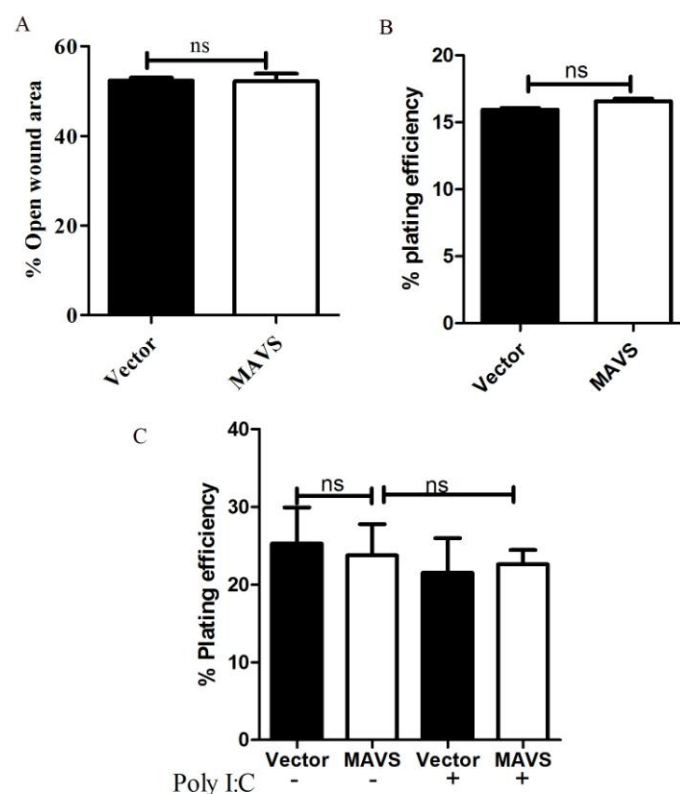 A
% Open wound area
60
40
20
0
ns
Vector
MAVS
B
% plating efficiency
20
15
10
5
0
ns
Vector
MAVS
C
% Plating efficiency
40
30
20
10
0
ns
ns
Vector MAVS Vector MAVS
Poly I:C - - + +